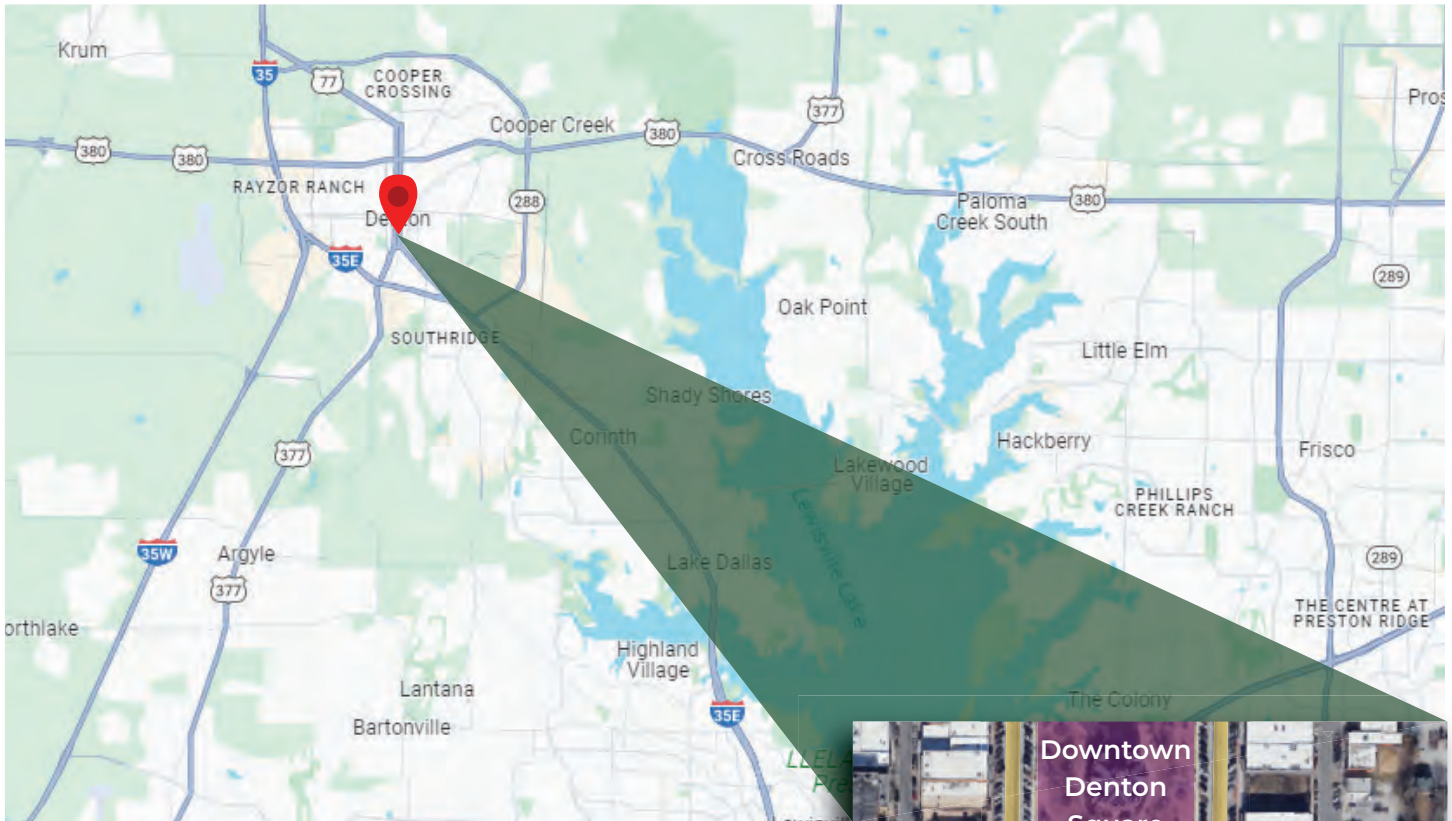 Krum
35
77
COOPER
CROSSING
377
Cooper Creek
380
380
380
Cross Roads
RAYZOR RANCH
288
Paloma
Creek South
380
35E
289
Oak Point
SOUTHRIDGE
Little Elm
Shady Shores
Corinth
Hackberry
Frisco
377
Lakewood
Village
PHILLIPS
CREEK RANCH
Lewisville Lake
35W
Argyle
Lake Dallas
289
377
THE CENTRE AT
PRESTON RIDGE
Highland
Village
Lantana
The Colony
35E
Bartonville
Downtown
Denton
Square